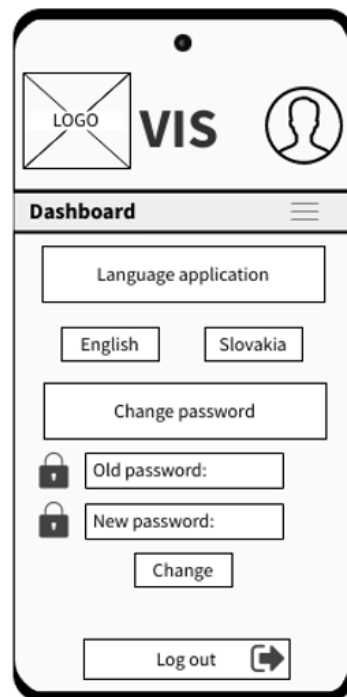 LOGO
VIS
Dashboard
Language application
English
Slovakia
Change password
Old password:
New password:
Change
Log out